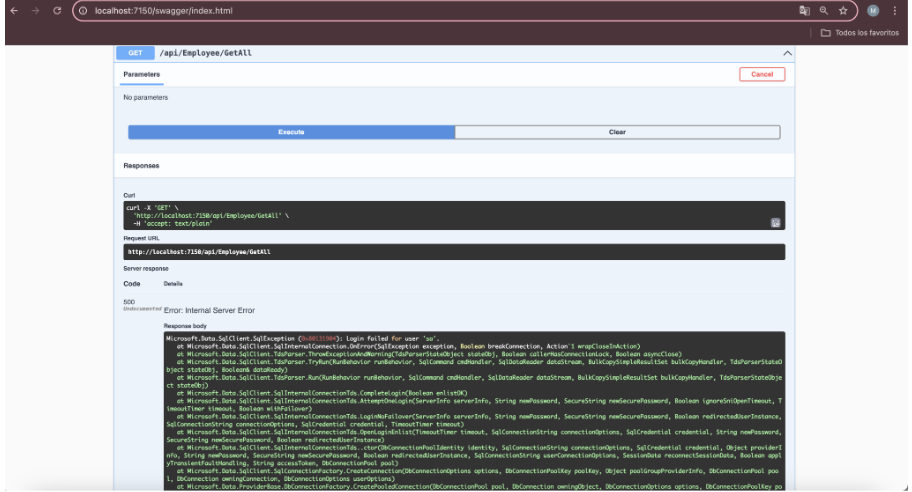 localhost:7150/swagger/index.html
M
Todos los favoritos
GET /api/Employee/GetAll
Parameters
Cancel
No parameters
Execute
Clear
Responses
Curl
curl -X 'GET' \
'http://localhost:7150/api/Employee/GetAll' \
-H 'accept: text/plain'
Request URL
http://localhost:7150/api/Employee/GetAll
Server response
Code Details
500
Undocumented Error: Internal Server Error
Response body
Microsoft.Data.SqlClient.SqlException (0x80131904): Login failed for user 'sa'.
at Microsoft.Data.SqlClient.SqlInternalConnection.OnError(SqlException exception, Boolean breakConnection, Action`1 wrapCloseInAction)
at Microsoft.Data.SqlClient.TdsParser.ThrowExceptionAndWarning(TdsParserStateObject stateObj, Boolean callerHasConnectionLock, Boolean asyncClose)
at Microsoft.Data.SqlClient.TdsParser.TryRun(RunBehavior runBehavior, SqlCommand cmdHandler, SqlDataReader dataStream, BulkCopySimpleResultSet bulkCopyHandler, TdsParserStateO
bject stateObj, Boolean& dataReady)
at Microsoft.Data.SqlClient.TdsParser.Run(RunBehavior runBehavior, SqlCommand cmdHandler, SqlDataReader dataStream, BulkCopySimpleResultSet bulkCopyHandler, TdsParserStateObje
ct stateObj)
at Microsoft.Data.SqlClient.SqlInternalConnectionTds.CompleteLogin(Boolean enlistOK)
at Microsoft.Data.SqlClient.SqlInternalConnectionTds.AttemptOneLogin(ServerInfo serverInfo, String newPassword, SecureString newSecurePassword, Boolean ignoreSniOpenTimeout, T
imeoutTimer timeout, Boolean withFailover)
at Microsoft.Data.SqlClient.SqlInternalConnectionTds.LoginNoFailover(ServerInfo serverInfo, String newPassword, SecureString newSecurePassword, Boolean redirectedUserInstance,
SqlConnectionString connectionOptions, SqlCredential credential, TimeoutTimer timeout)
at Microsoft.Data.SqlClient.SqlInternalConnectionTds.OpenLoginEnlist(TimeoutTimer timeout, SqlConnectionString connectionOptions, SqlCredential credential, String newPassword,
SecureString newSecurePassword, Boolean redirectedUserInstance)
at Microsoft.Data.SqlClient.SqlInternalConnectionTds..ctor(DbConnectionPoolIdentity identity, SqlConnectionString connectionOptions, SqlCredential credential, Object providerI
nfo, String newPassword, SecureString newSecurePassword, Boolean redirectedUserInstance, SqlConnectionString userConnectionOptions, SessionData reconnectSessionData, Boolean appl
yTransientFaultHandling, String accessToken, DbConnectionPool pool)
at Microsoft.Data.SqlClient.SqlConnectionFactory.CreateConnection(DbConnectionOptions options, DbConnectionPoolKey poolKey, Object poolGroupProviderInfo, DbConnectionPool poo
l, DbConnection owningConnection, DbConnectionOptions userOptions)
at Microsoft.Data.ProviderBase.DbConnectionFactory.CreatePooledConnection(DbConnectionPool pool, DbConnection owningObject, DbConnectionOptions options, DbConnectionPoolKey po